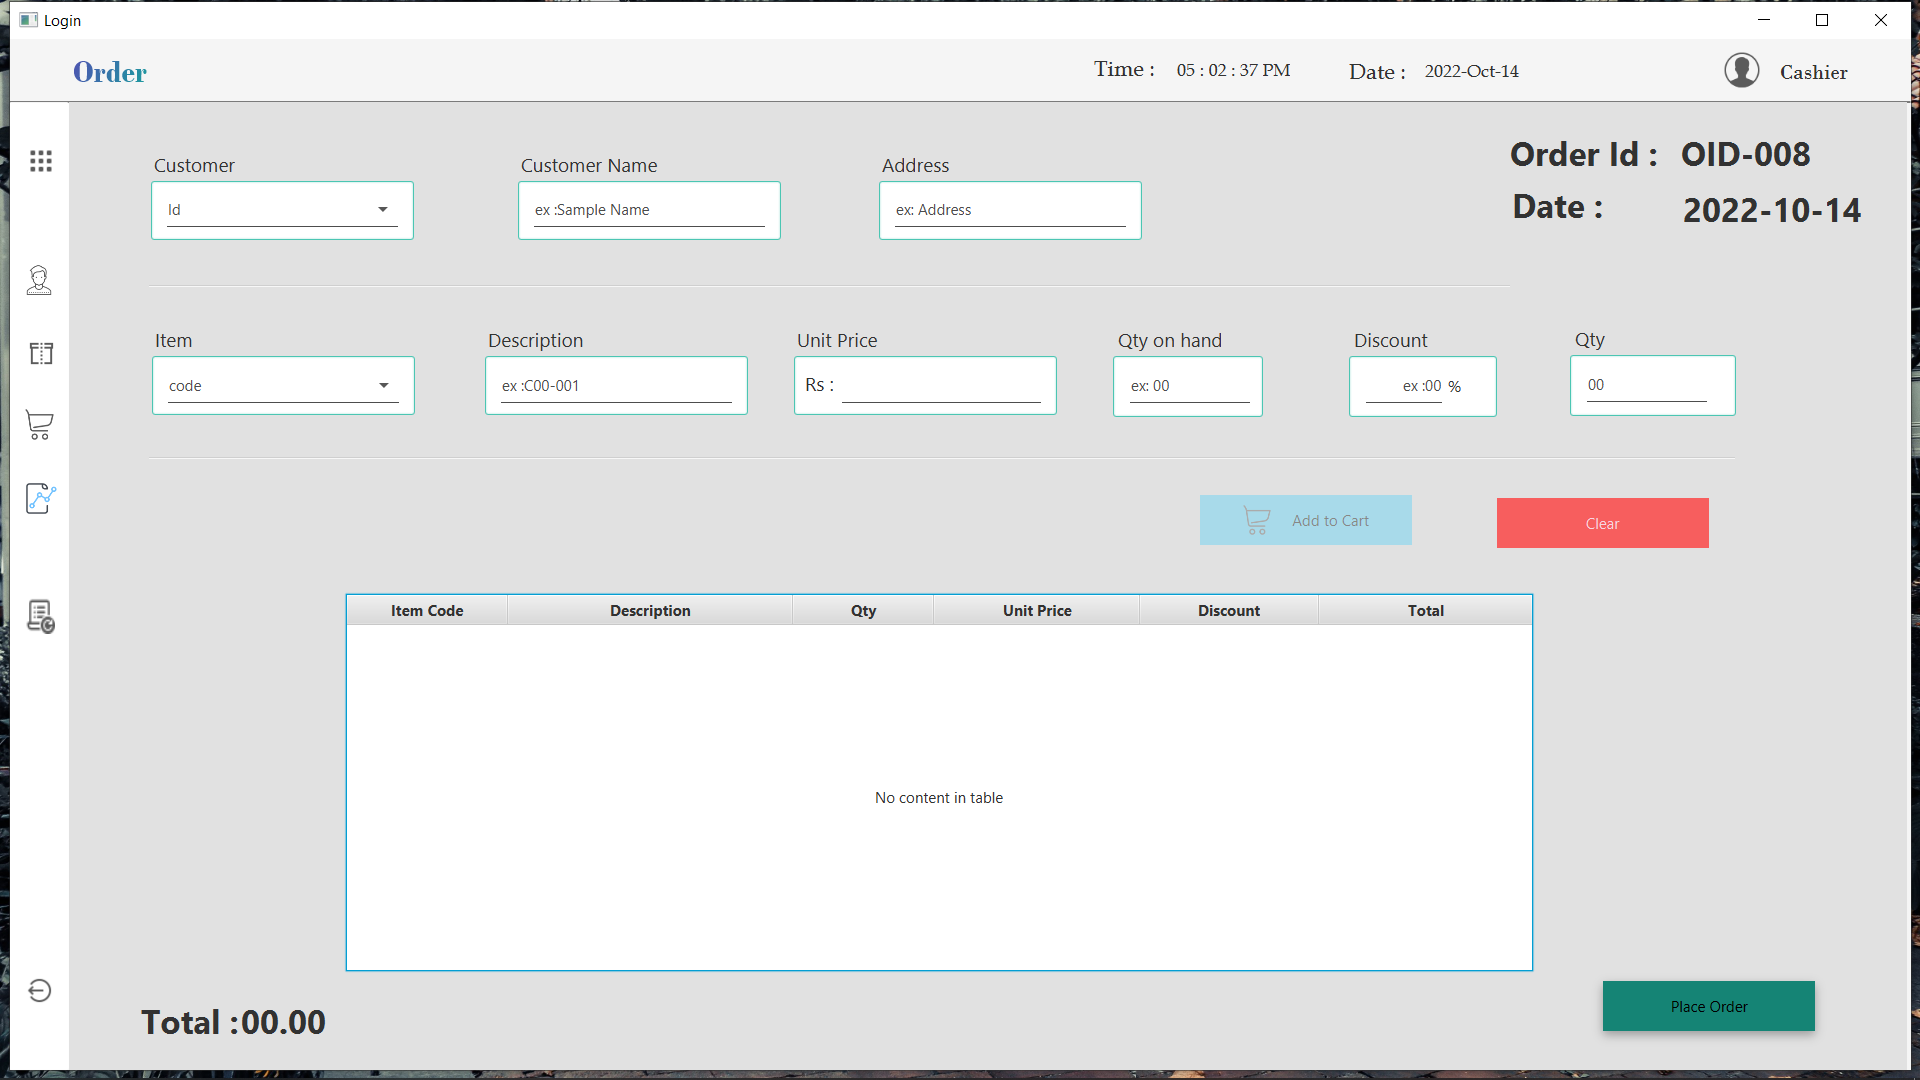 Login
Order
Time : 05 : 02 : 37 PM
Date : 2022-Oct-14
Cashier
Order Id : OID-008
Date : 2022-10-14
Customer
Id
Customer Name
ex :Sample Name
Address
ex: Address
Item
code
Description
ex :C00-001
Unit Price
Rs :
Qty on hand
ex: 00
Discount
ex :00 %
Qty
00
Add to Cart
Clear
Item Code Description Qty Unit Price Discount Total
No content in table
Total :00.00
Place Order